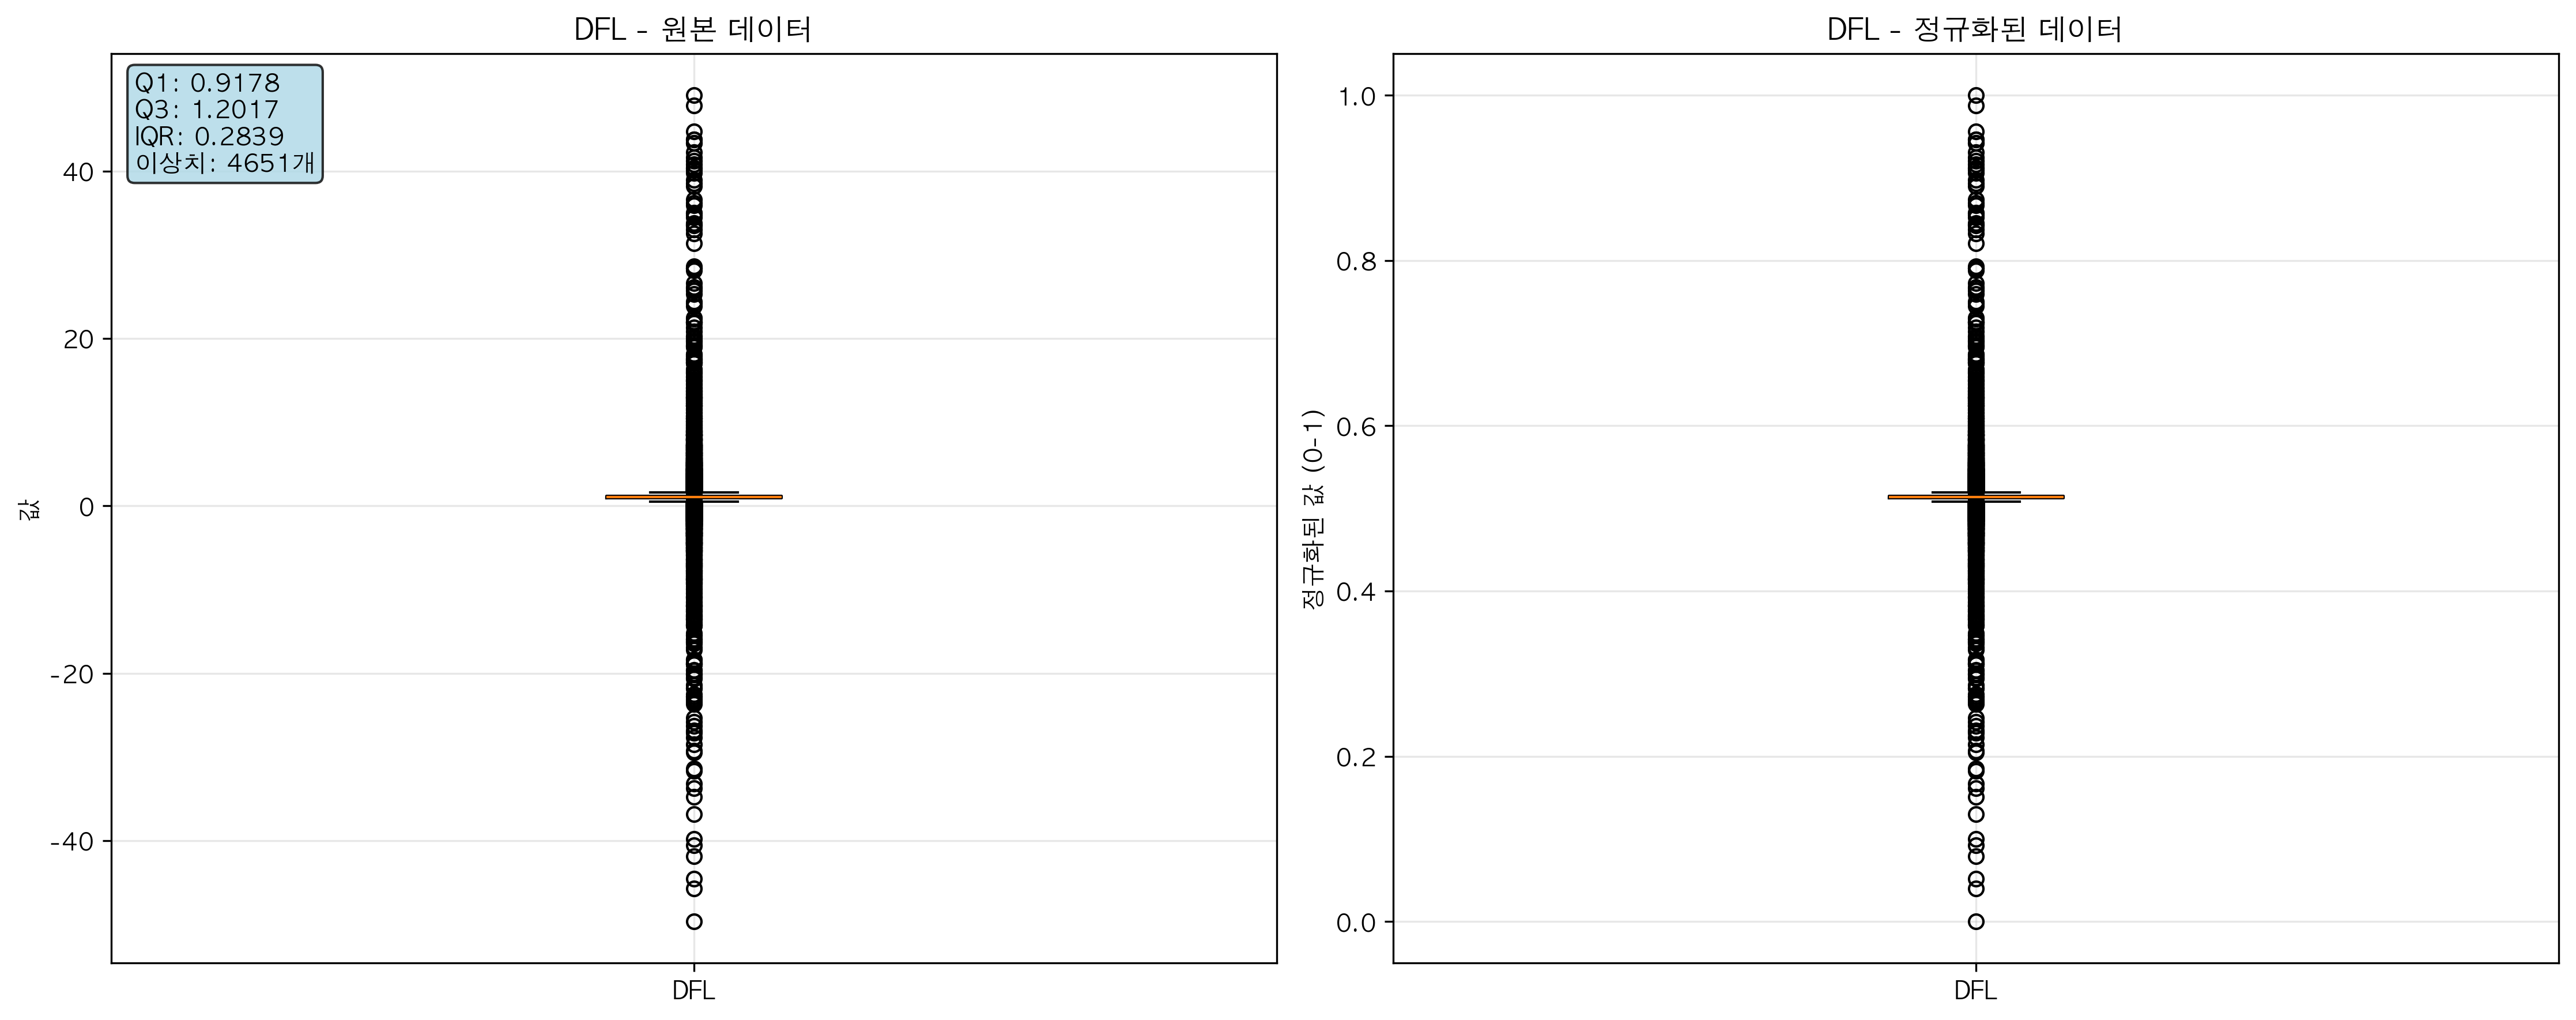 DFL - 원본 데이터
Q1: 0.9178
Q3: 1.2017
IQR: 0.2839
이상치: 4651개
40
20
0
-20
-40
값
DFL
DFL - 정규화된 데이터
1.0
0.8
0.6
0.4
0.2
0.0
정규화된 값 (0-1)
DFL